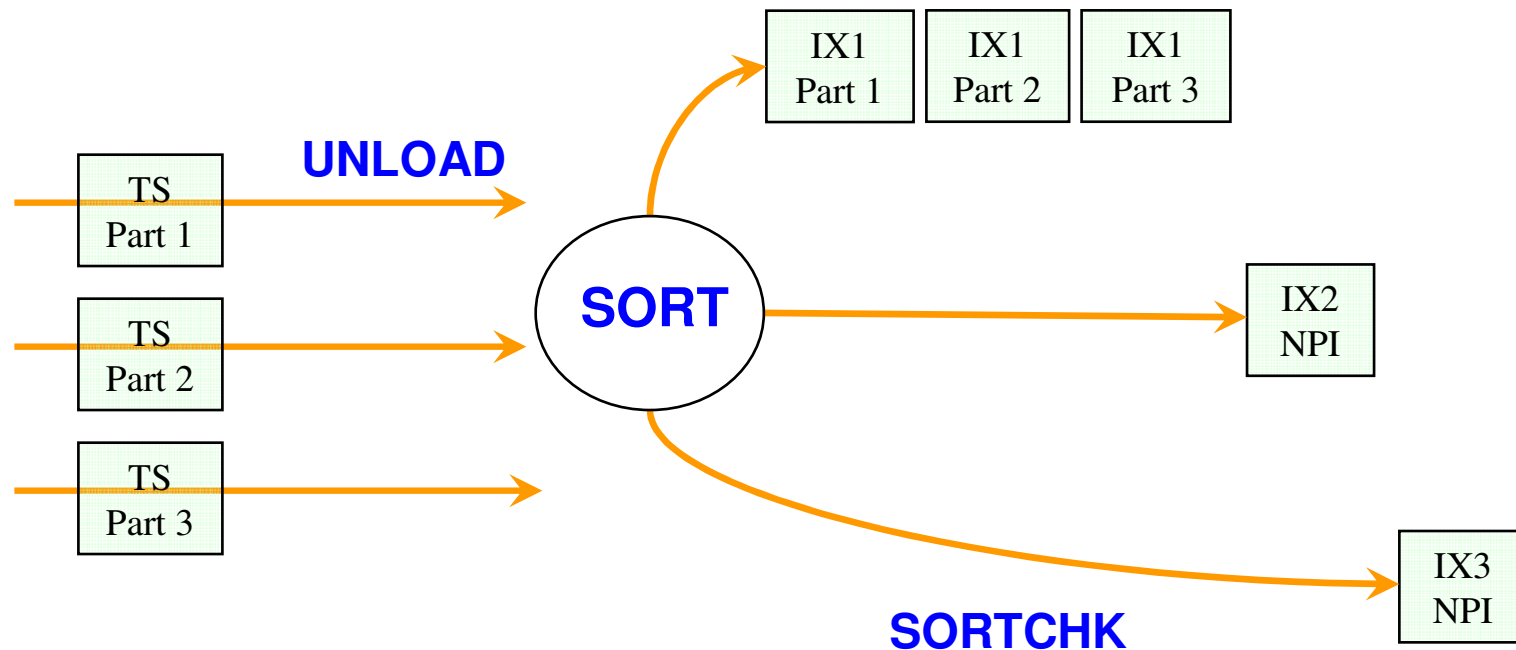 IX1
Part 1
IX1
Part 2
IX1
Part 3
UNLOAD
TS
Part 1
TS
Part 2
TS
Part 3
SORT
IX2
NPI
IX3
NPI
SORTCHK